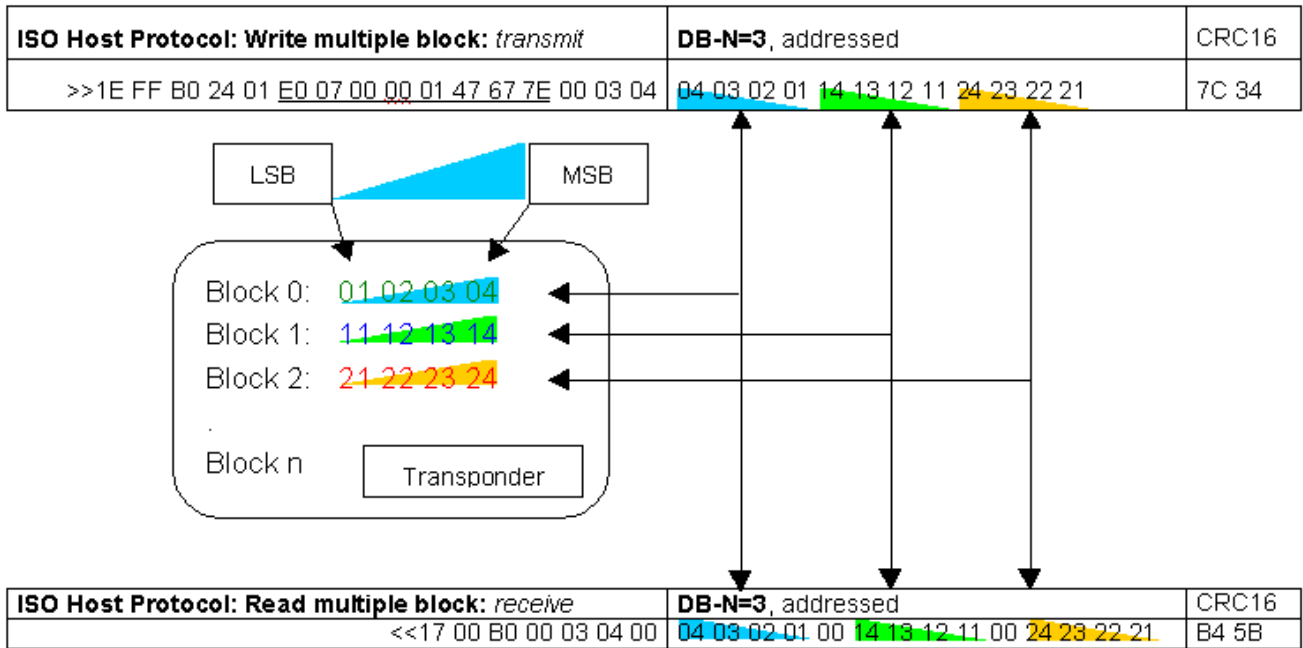 ISO Host Protocol: Write multiple block: transmit DB-N=3, addressed CRC16
>>1E FF B0 24 01 E0 07 00 00 01 47 67 7E 00 03 04 04 03 02 01 14 13 12 11 24 23 22 21 7C 34
LSB MSB
Block 0: 01 02 03 04
Block 1: 11 12 13 14
Block 2: 21 22 23 24
.
Block n
Transponder
ISO Host Protocol: Read multiple block: receive DB-N=3, addressed CRC16
<<17 00 B0 00 03 04 00 04 03 02 01 00 14 13 12 11 00 24 23 22 21 B4 5B